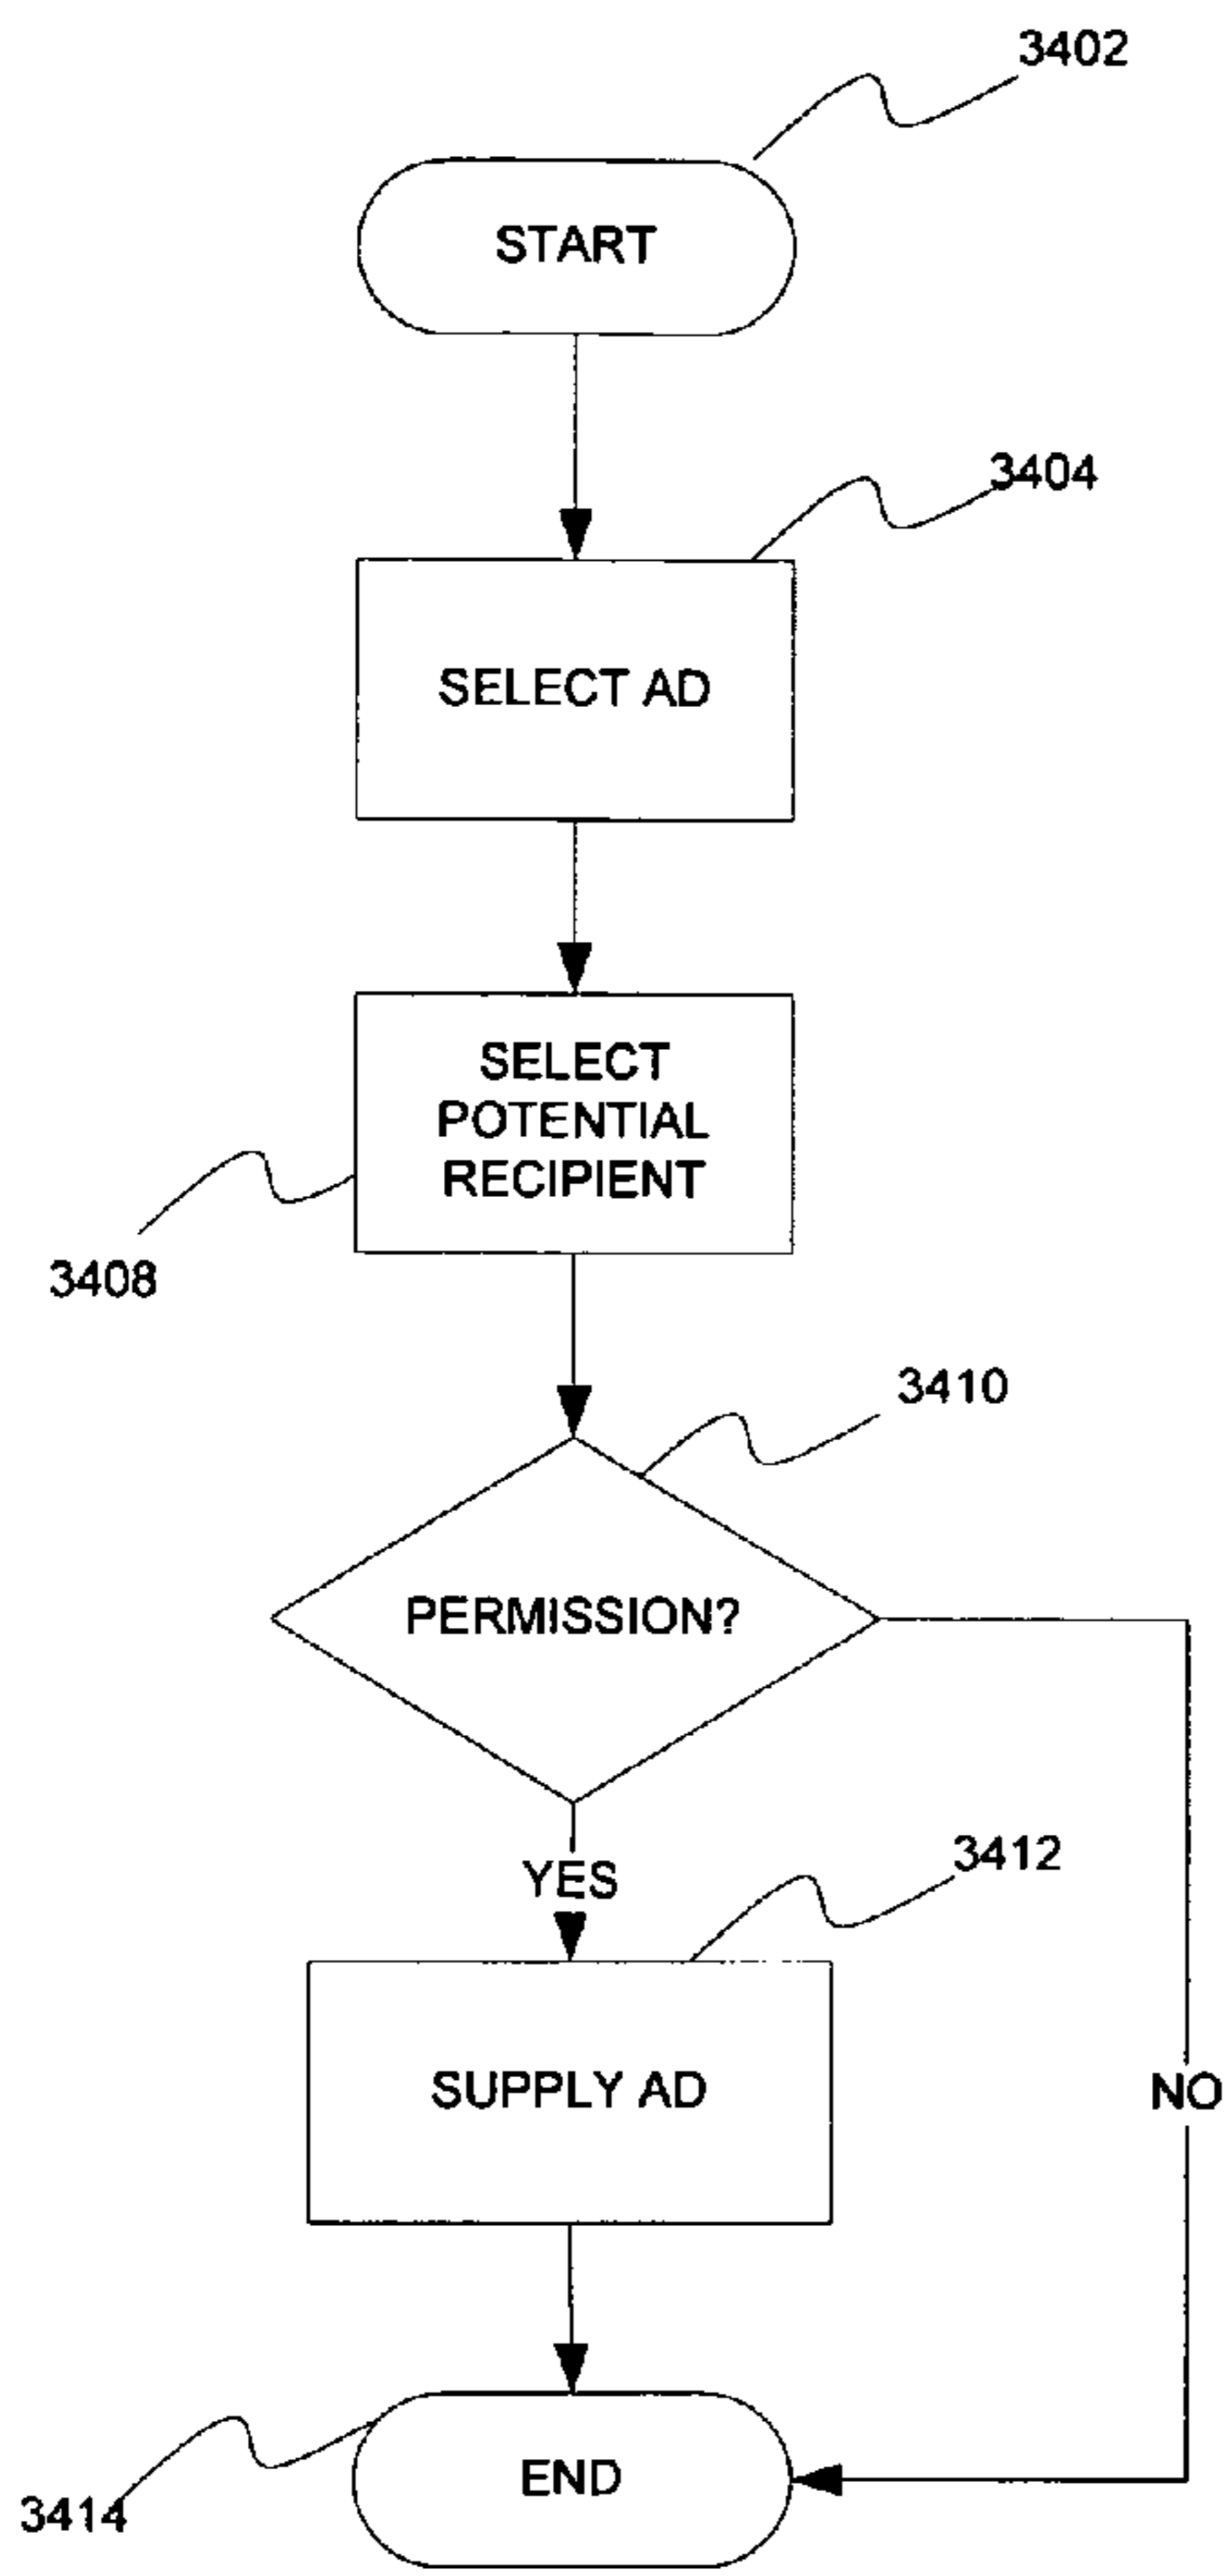 3402
START
3404
SELECT AD
SELECT
POTENTIAL
RECIPIENT
3408
3410
PERMISSION?
YES
3412
SUPPLY AD
NO
END
3414